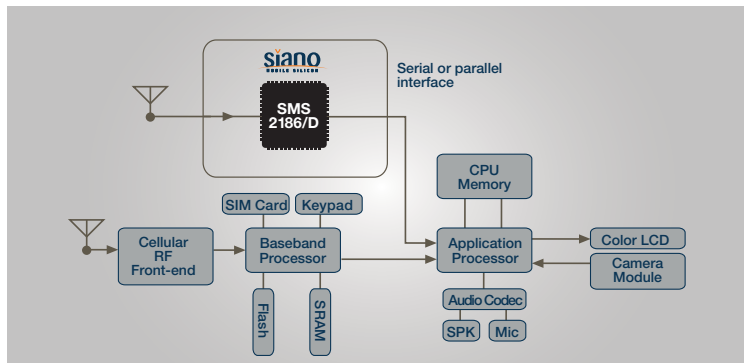 siano
MOBILE SILICON
Serial or parallel
interface
SMS
2186/D
CPU
Memory
SIM Card
Keypad
Cellular
RF
Front-end
Baseband
Processor
Application
Processor
Color LCD
Camera
Module
Flash
SRAM
Audio Codec
SPK
Mic